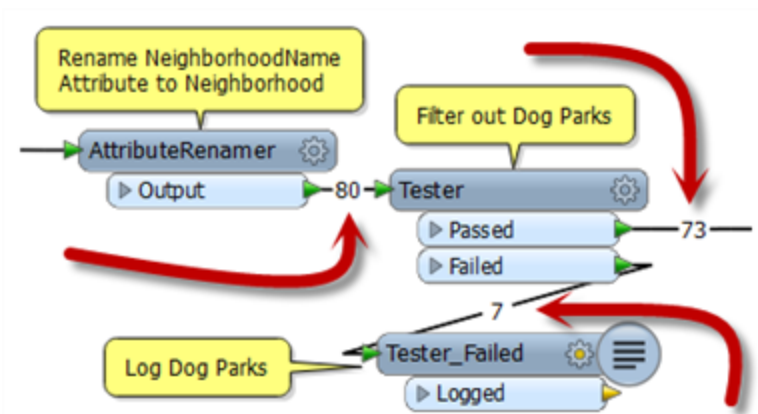 Rename NeighborhoodName
Attribute to Neighborhood
Filter out Dog Parks
AttributeRenamer
Output
80
Tester
Passed
73
Failed
7
Log Dog Parks
Tester_Failed
Logged